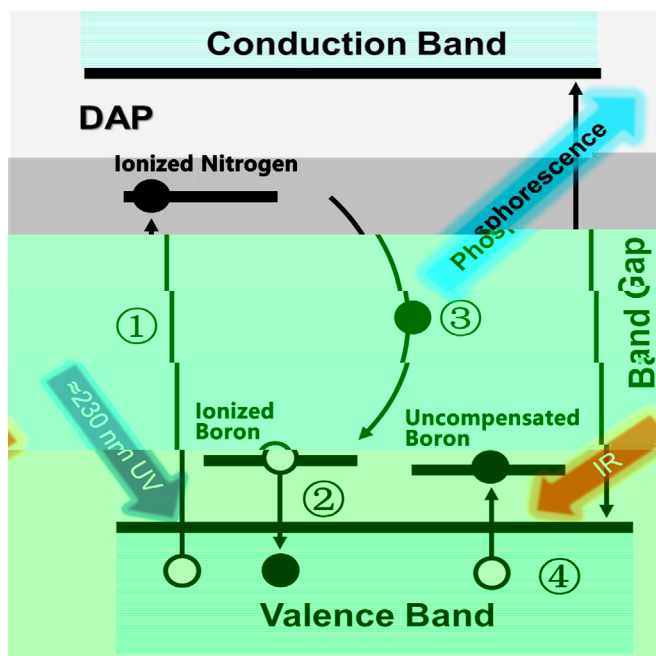 Conduction Band
DAP
Ionized Nitrogen
Phosphorescence
Band Gap
①
③
≈230 nm UV
Ionized
Boron
Uncompensated
Boron
IR
②
④
Valence Band